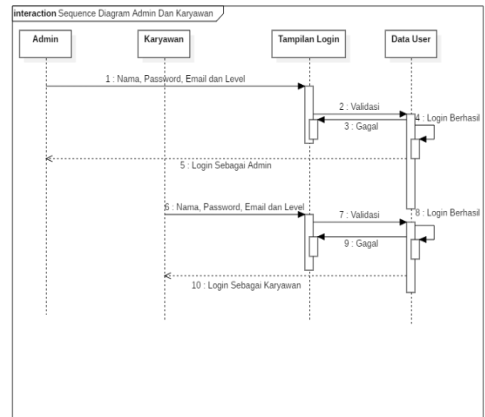 interaction Sequence Diagram Admin Dan Karyawan
Admin
Karyawan
Tampilan Login
Data User
1 : Nama, Password, Email dan Level
2 : Validasi
3 : Gagal
4 : Login Berhasil
5 : Login Sebagai Admin
6 : Nama, Password, Email dan Level
7 : Validasi
8 : Login Berhasil
9 : Gagal
10 : Login Sebagai Karyawan